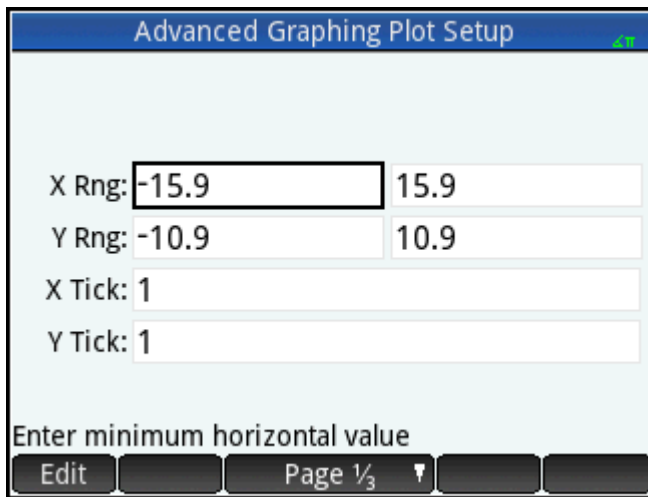 Advanced Graphing Plot Setup ∡π
X Rng: -15.9 15.9
Y Rng: -10.9 10.9
X Tick: 1
Y Tick: 1
Enter minimum horizontal value
Edit Page ⅓ ▼